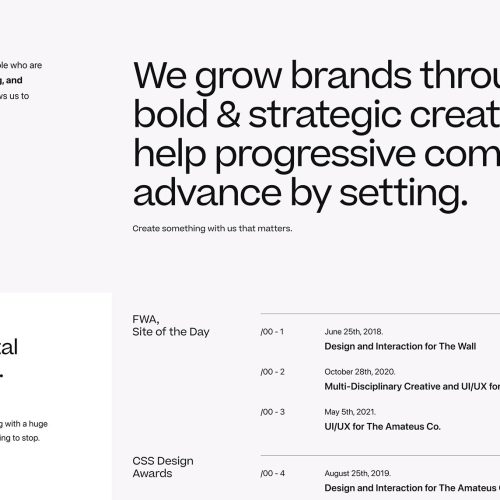 ple who are
g, and
ws us to
We grow brands throu
bold & strategic creat
help progressive com
advance by setting.
Create something with us that matters.
tal
.
g with a huge
ing to stop.
FWA,
Site of the Day
/00 - 1
June 25th, 2018.
Design and Interaction for The Wall
/00 - 2
October 28th, 2020.
Multi-Disciplinary Creative and UI/UX for
/00 - 3
May 5th, 2021.
UI/UX for The Amateus Co.
CSS Design
Awards
/00 - 4
August 25th, 2019.
Design and Interaction for The Amateus